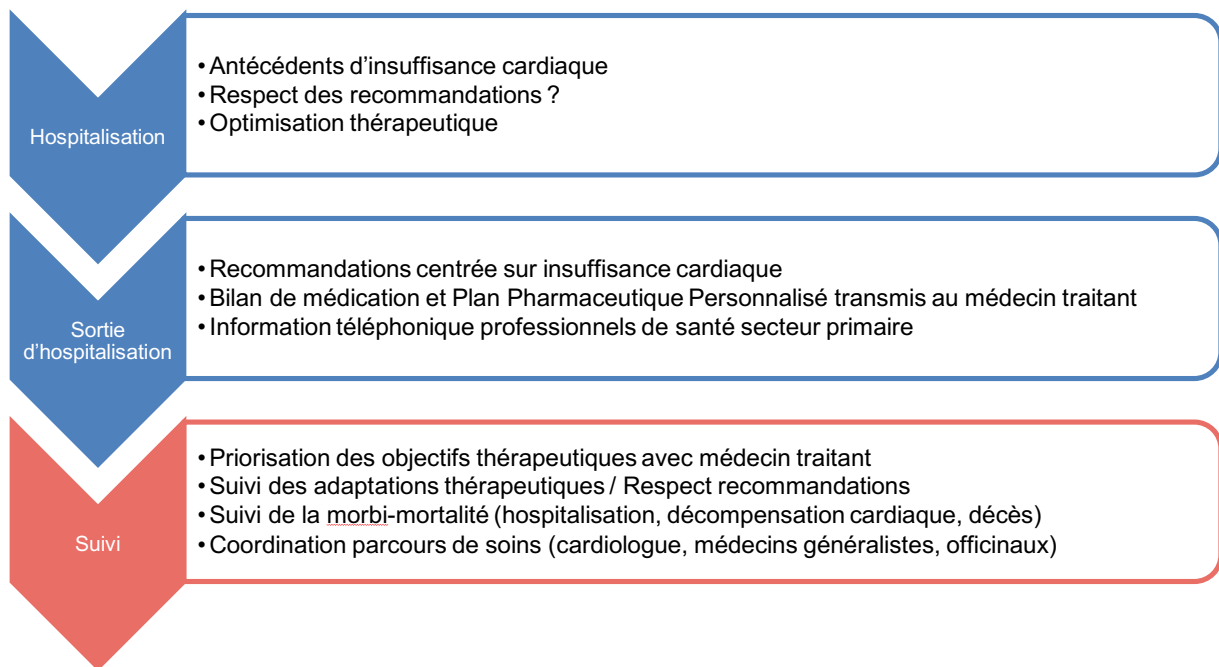 Hospitalisation
• Antécédents d’insuffisance cardiaque
• Respect des recommandations ?
• Optimisation thérapeutique
Sortie
d’hospitalisation
• Recommandations centrée sur insuffisance cardiaque
• Bilan de médication et Plan Pharmaceutique Personnalisé transmis au médecin traitant
• Information téléphonique professionnels de santé secteur primaire
Suivi
• Priorisation des objectifs thérapeutiques avec médecin traitant
• Suivi des adaptations thérapeutiques / Respect recommandations
• Suivi de la morbi-mortalité (hospitalisation, décompensation cardiaque, décès)
• Coordination parcours de soins (cardiologue, médecins généralistes, officinaux)